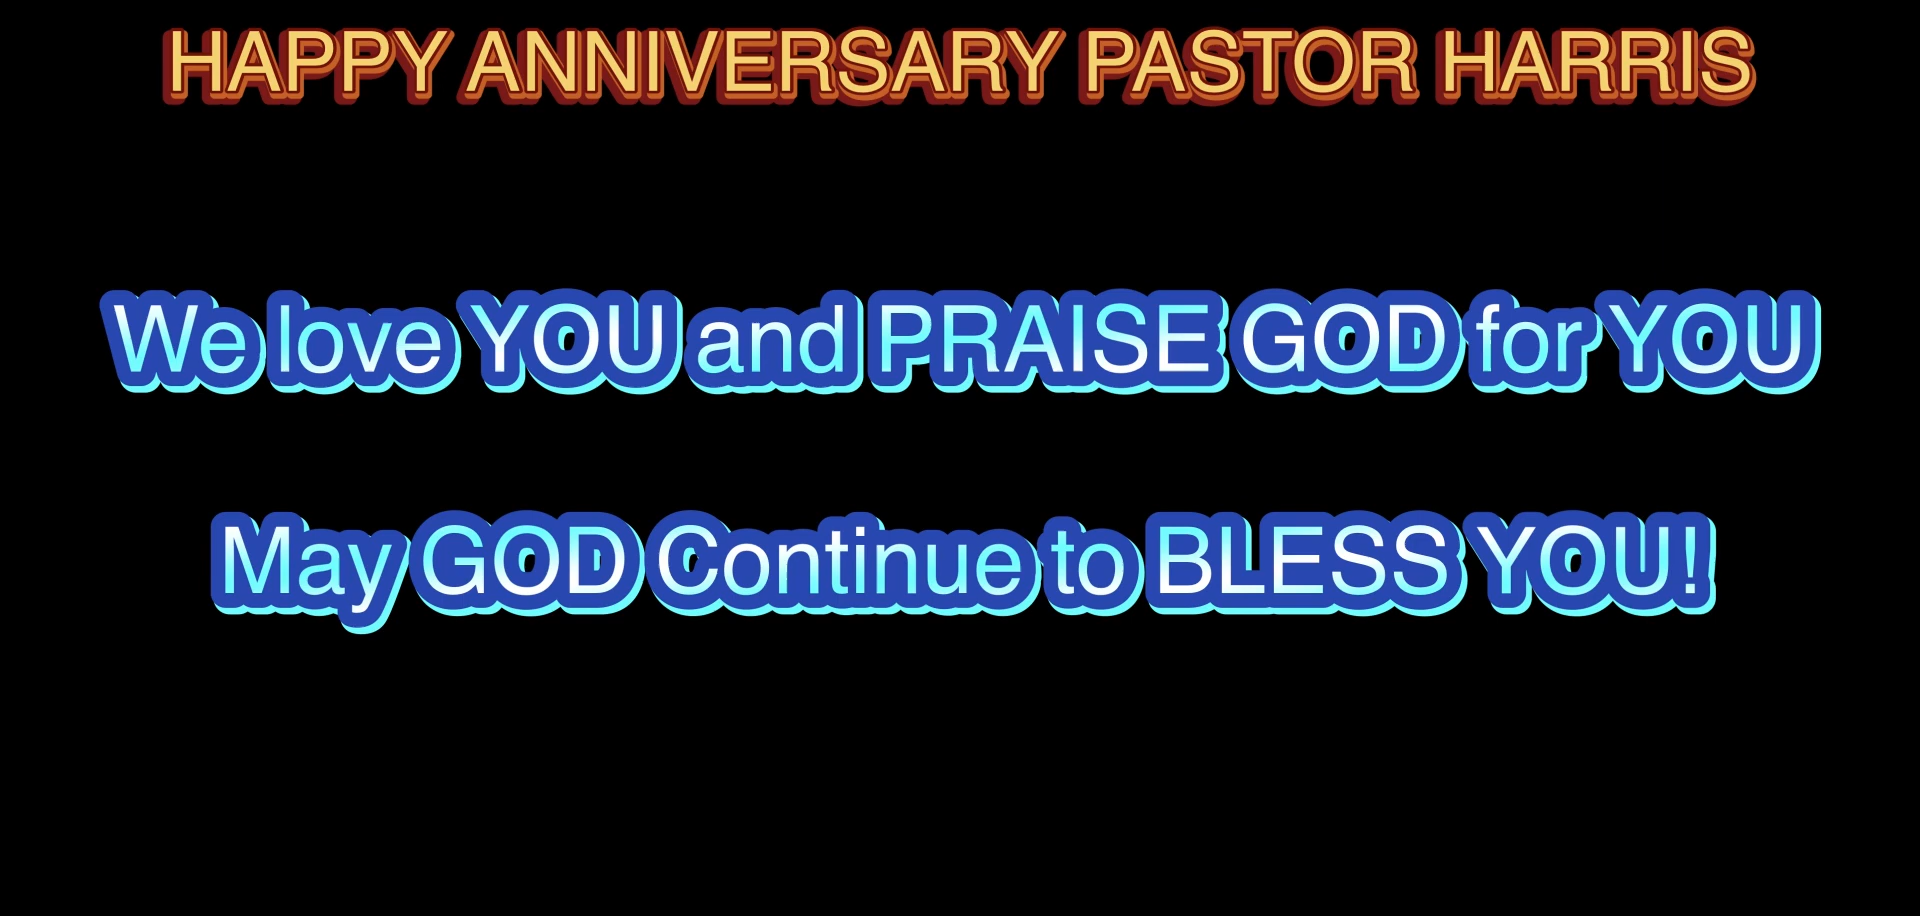 HAPPY ANNIVERSARY PASTOR HARRIS
We love YOU and PRAISE GOD for YOU
May GOD Continue to BLESS YOU!